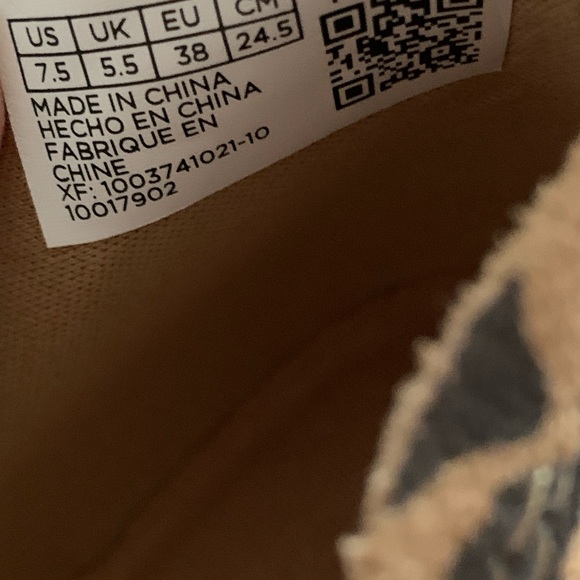 US UK EU CM
7.5 5.5 38 24.5
MADE IN CHINA
HECHO EN CHINA
FABRIQUE EN
CHINE
XF: 1003741021-10
10017902